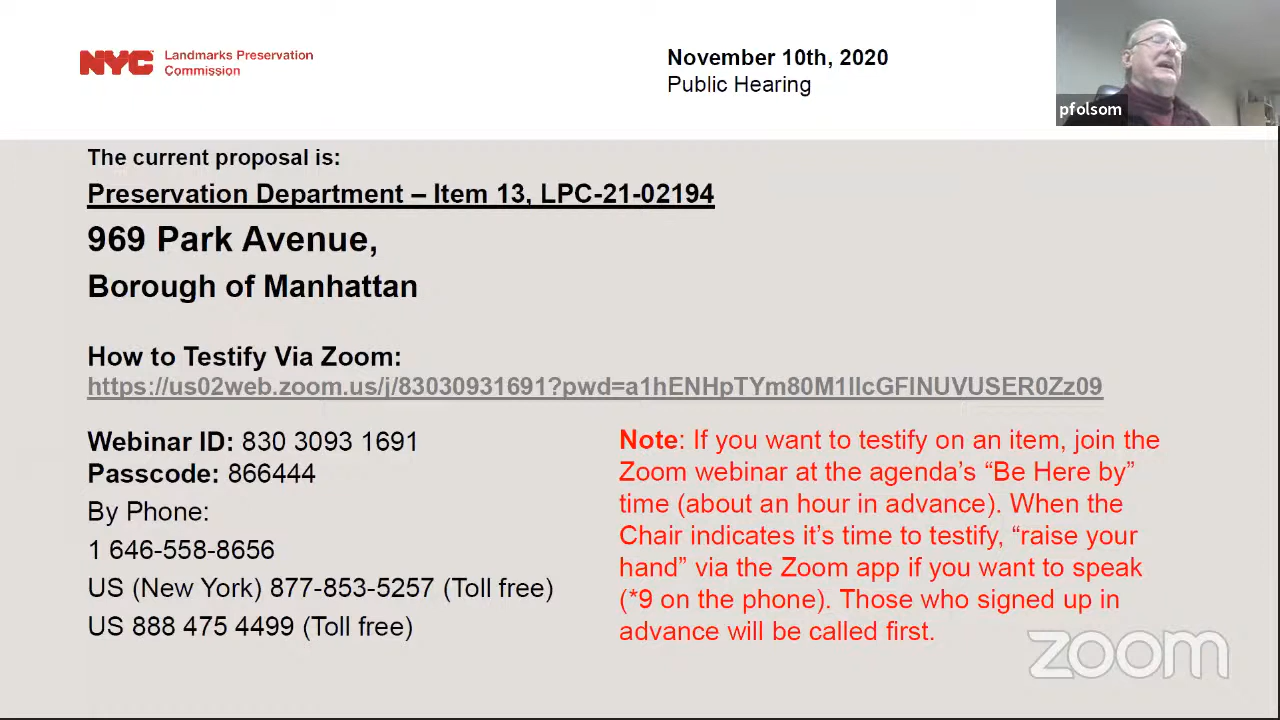 NYC
Landmarks Preservation
Commission
November 10th, 2020
Public Hearing
pfolsom
The current proposal is:
Preservation Department – Item 13, LPC-21-02194
969 Park Avenue,
Borough of Manhattan
How to Testify Via Zoom:
https://us02web.zoom.us/j/83030931691?pwd=a1hENHpTYm80M1llcGFlNUVUSER0Zz09
Webinar ID: 830 3093 1691
Passcode: 866444
By Phone:
1 646-558-8656
US (New York) 877-853-5257 (Toll free)
US 888 475 4499 (Toll free)
Note: If you want to testify on an item, join the
Zoom webinar at the agenda’s “Be Here by”
time (about an hour in advance). When the
Chair indicates it’s time to testify, “raise your
hand” via the Zoom app if you want to speak
(*9 on the phone). Those who signed up in
advance will be called first.
zoom